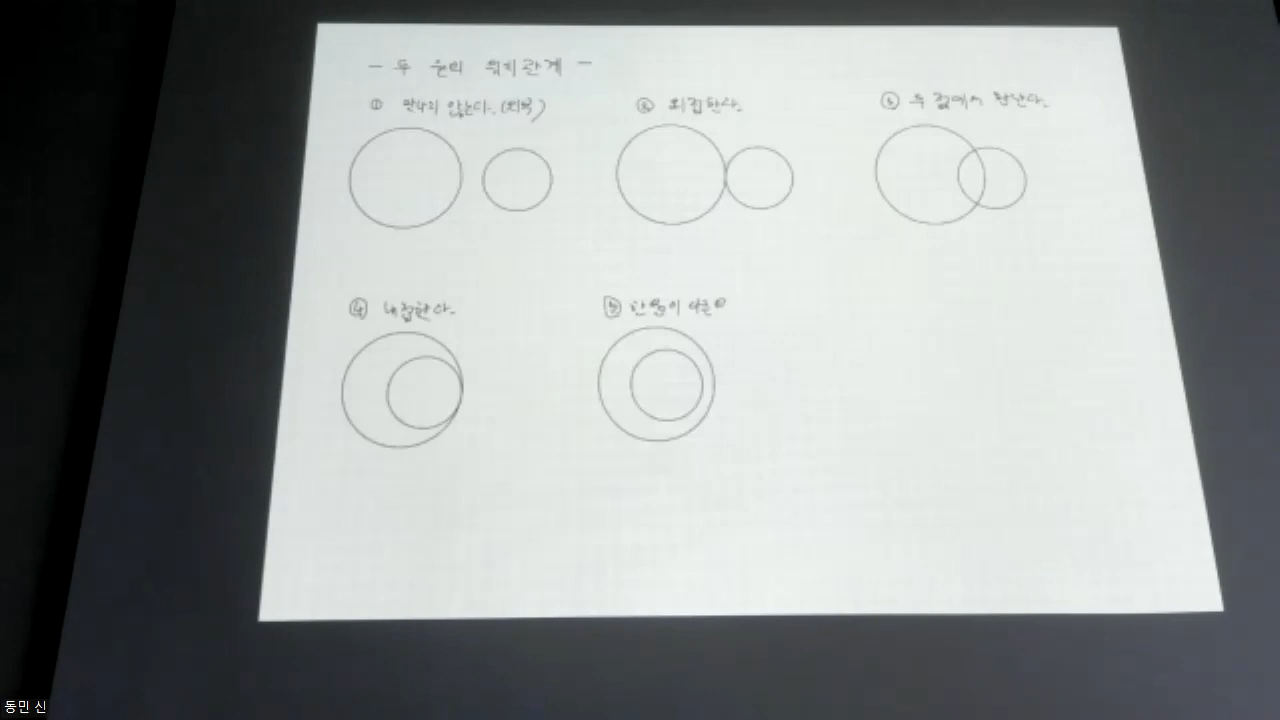 - 두 원의 위치관계 -
① 만나지 않는다. (외부)
② 외접한다.
③ 두 점에서 만난다.
④ 내접한다.
⑤ 한 원이 다른
동민 신